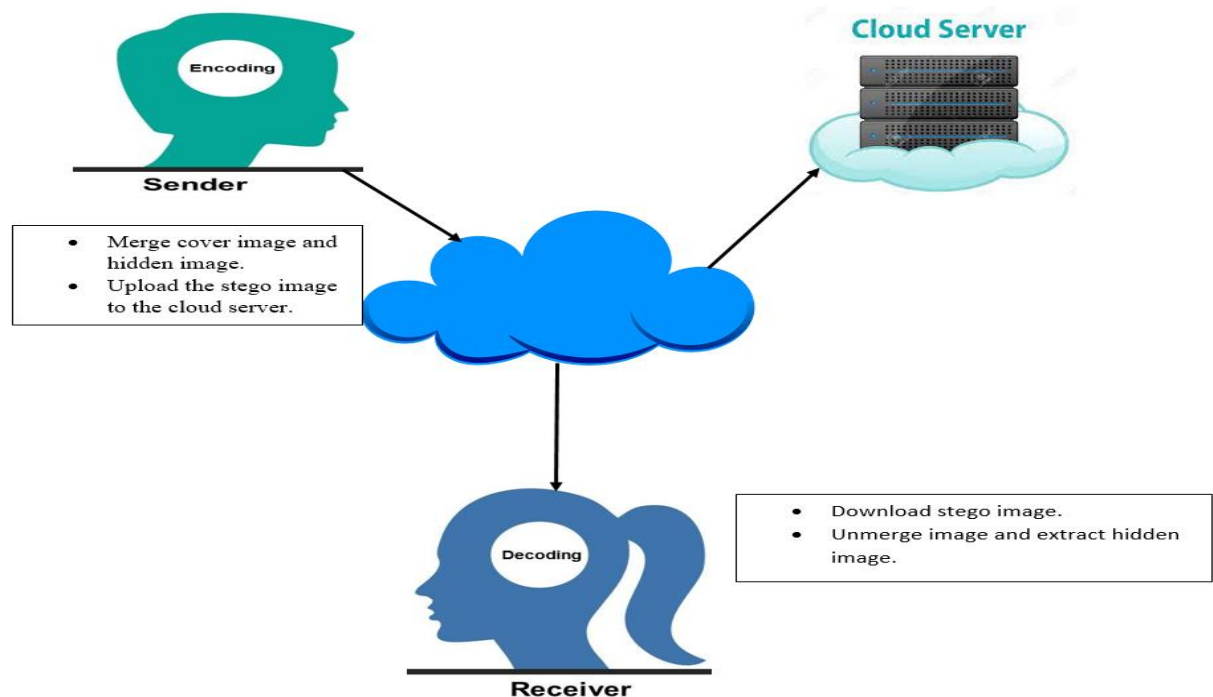 Cloud Server
Encoding
Sender
• Merge cover image and
hidden image.
• Upload the stego image
to the cloud server.
• Download stego image.
• Unmerge image and extract hidden
image.
Decoding
Receiver